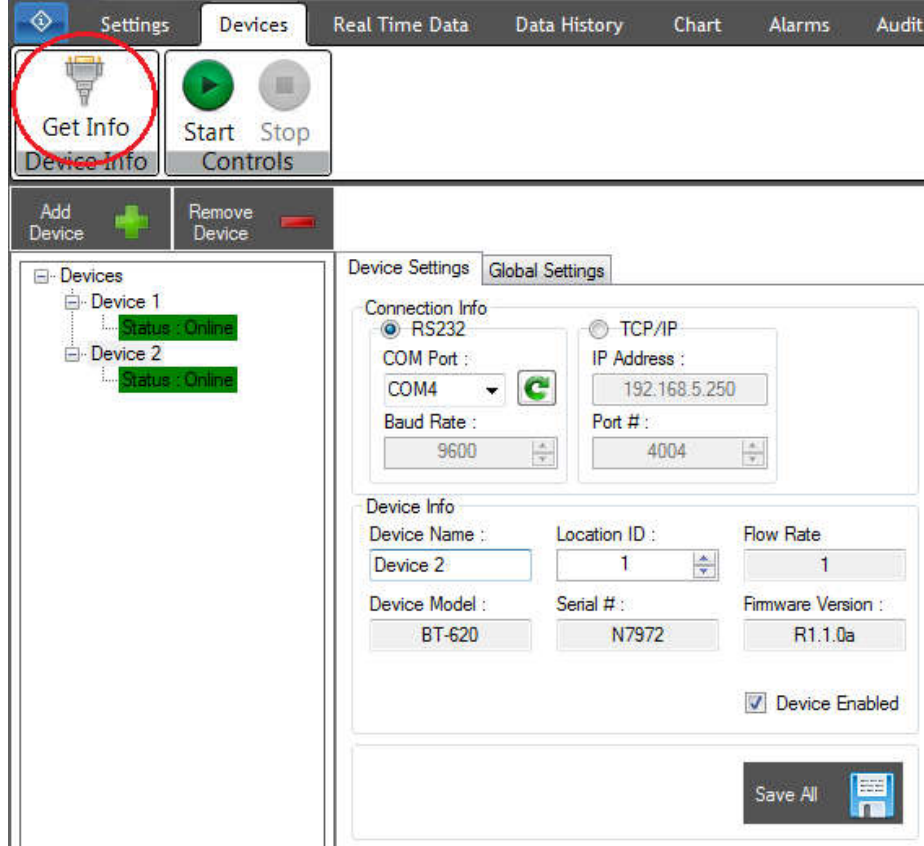 Settings Devices Real Time Data Data History Chart Alarms Audit
Get Info
Start Stop
Device Info Controls
Add Device
Remove Device
Devices
Device 1
Status : Online
Device 2
Status : Online
Device Settings Global Settings
Connection Info
RS232 TCP/IP
COM Port : IP Address :
COM4 192.168.5.250
Baud Rate : Port # :
9600 4004
Device Info
Device Name : Location ID : Flow Rate
Device 2 1 1
Device Model : Serial # : Firmware Version :
BT-620 N7972 R1.1.0a
Device Enabled
Save All